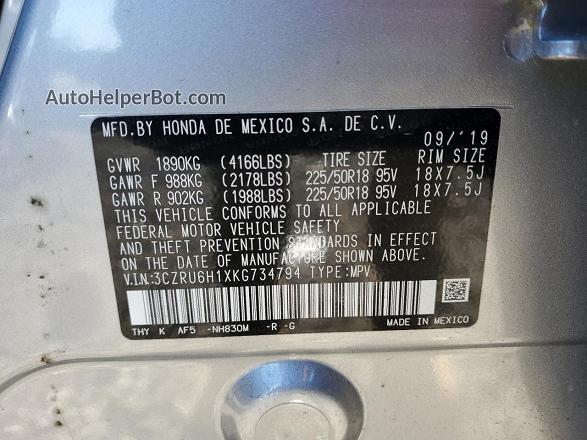 AutoHelperBot.com
MFD.BY HONDA DE MEXICO S.A. DE C.V.
09/'19
GVWR 1890KG (4166LBS) TIRE SIZE RIM SIZE
GAWR F 988KG (2178LBS) 225/50R18 95V 18X7.5J
GAWR R 902KG (1988LBS) 225/50R18 95V 18X7.5J
THIS VEHICLE CONFORMS TO ALL APPLICABLE
FEDERAL MOTOR VEHICLE SAFETY
AND THEFT PREVENTION STANDARDS IN EFFECT
ON THE DATE OF MANUFACTURE SHOWN ABOVE.
V.I.N:3CZRU6H1XKG734794 TYPE:MPV
THY K AF5 -NH830M -R -G
MADE IN MEXICO